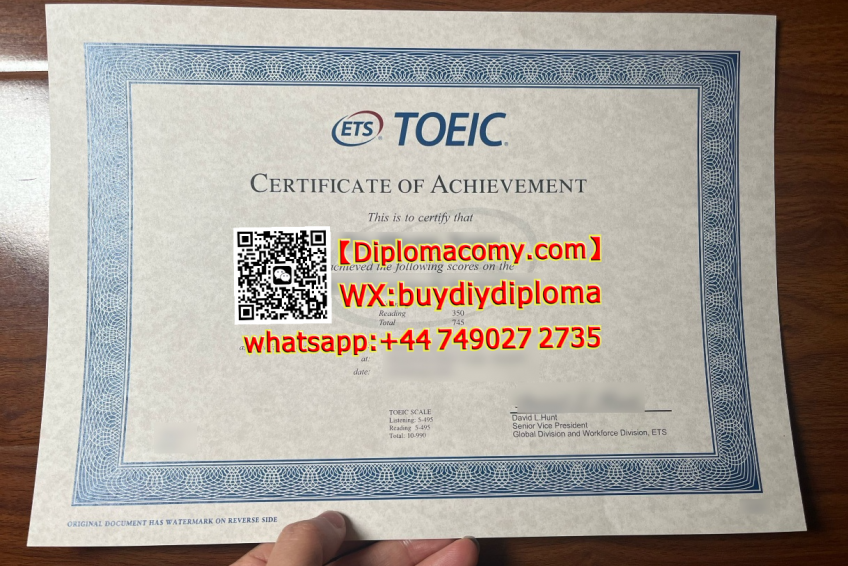 ETS® TOEIC®
CERTIFICATE OF ACHIEVEMENT
This is to certify that
【Diplomacomy.com】
achieved the following scores on the
WX:buydiydiploma
Reading 350
Total 745
whatsapp:+44 749027 2735
at:
date:
TOEIC SCALE
Listening: 5-495
Reading 5-495
Total: 10-990
David L.Hunt
Senior Vice President
Global Division and Workforce Division, ETS
ORIGINAL DOCUMENT HAS WATERMARK ON REVERSE SIDE